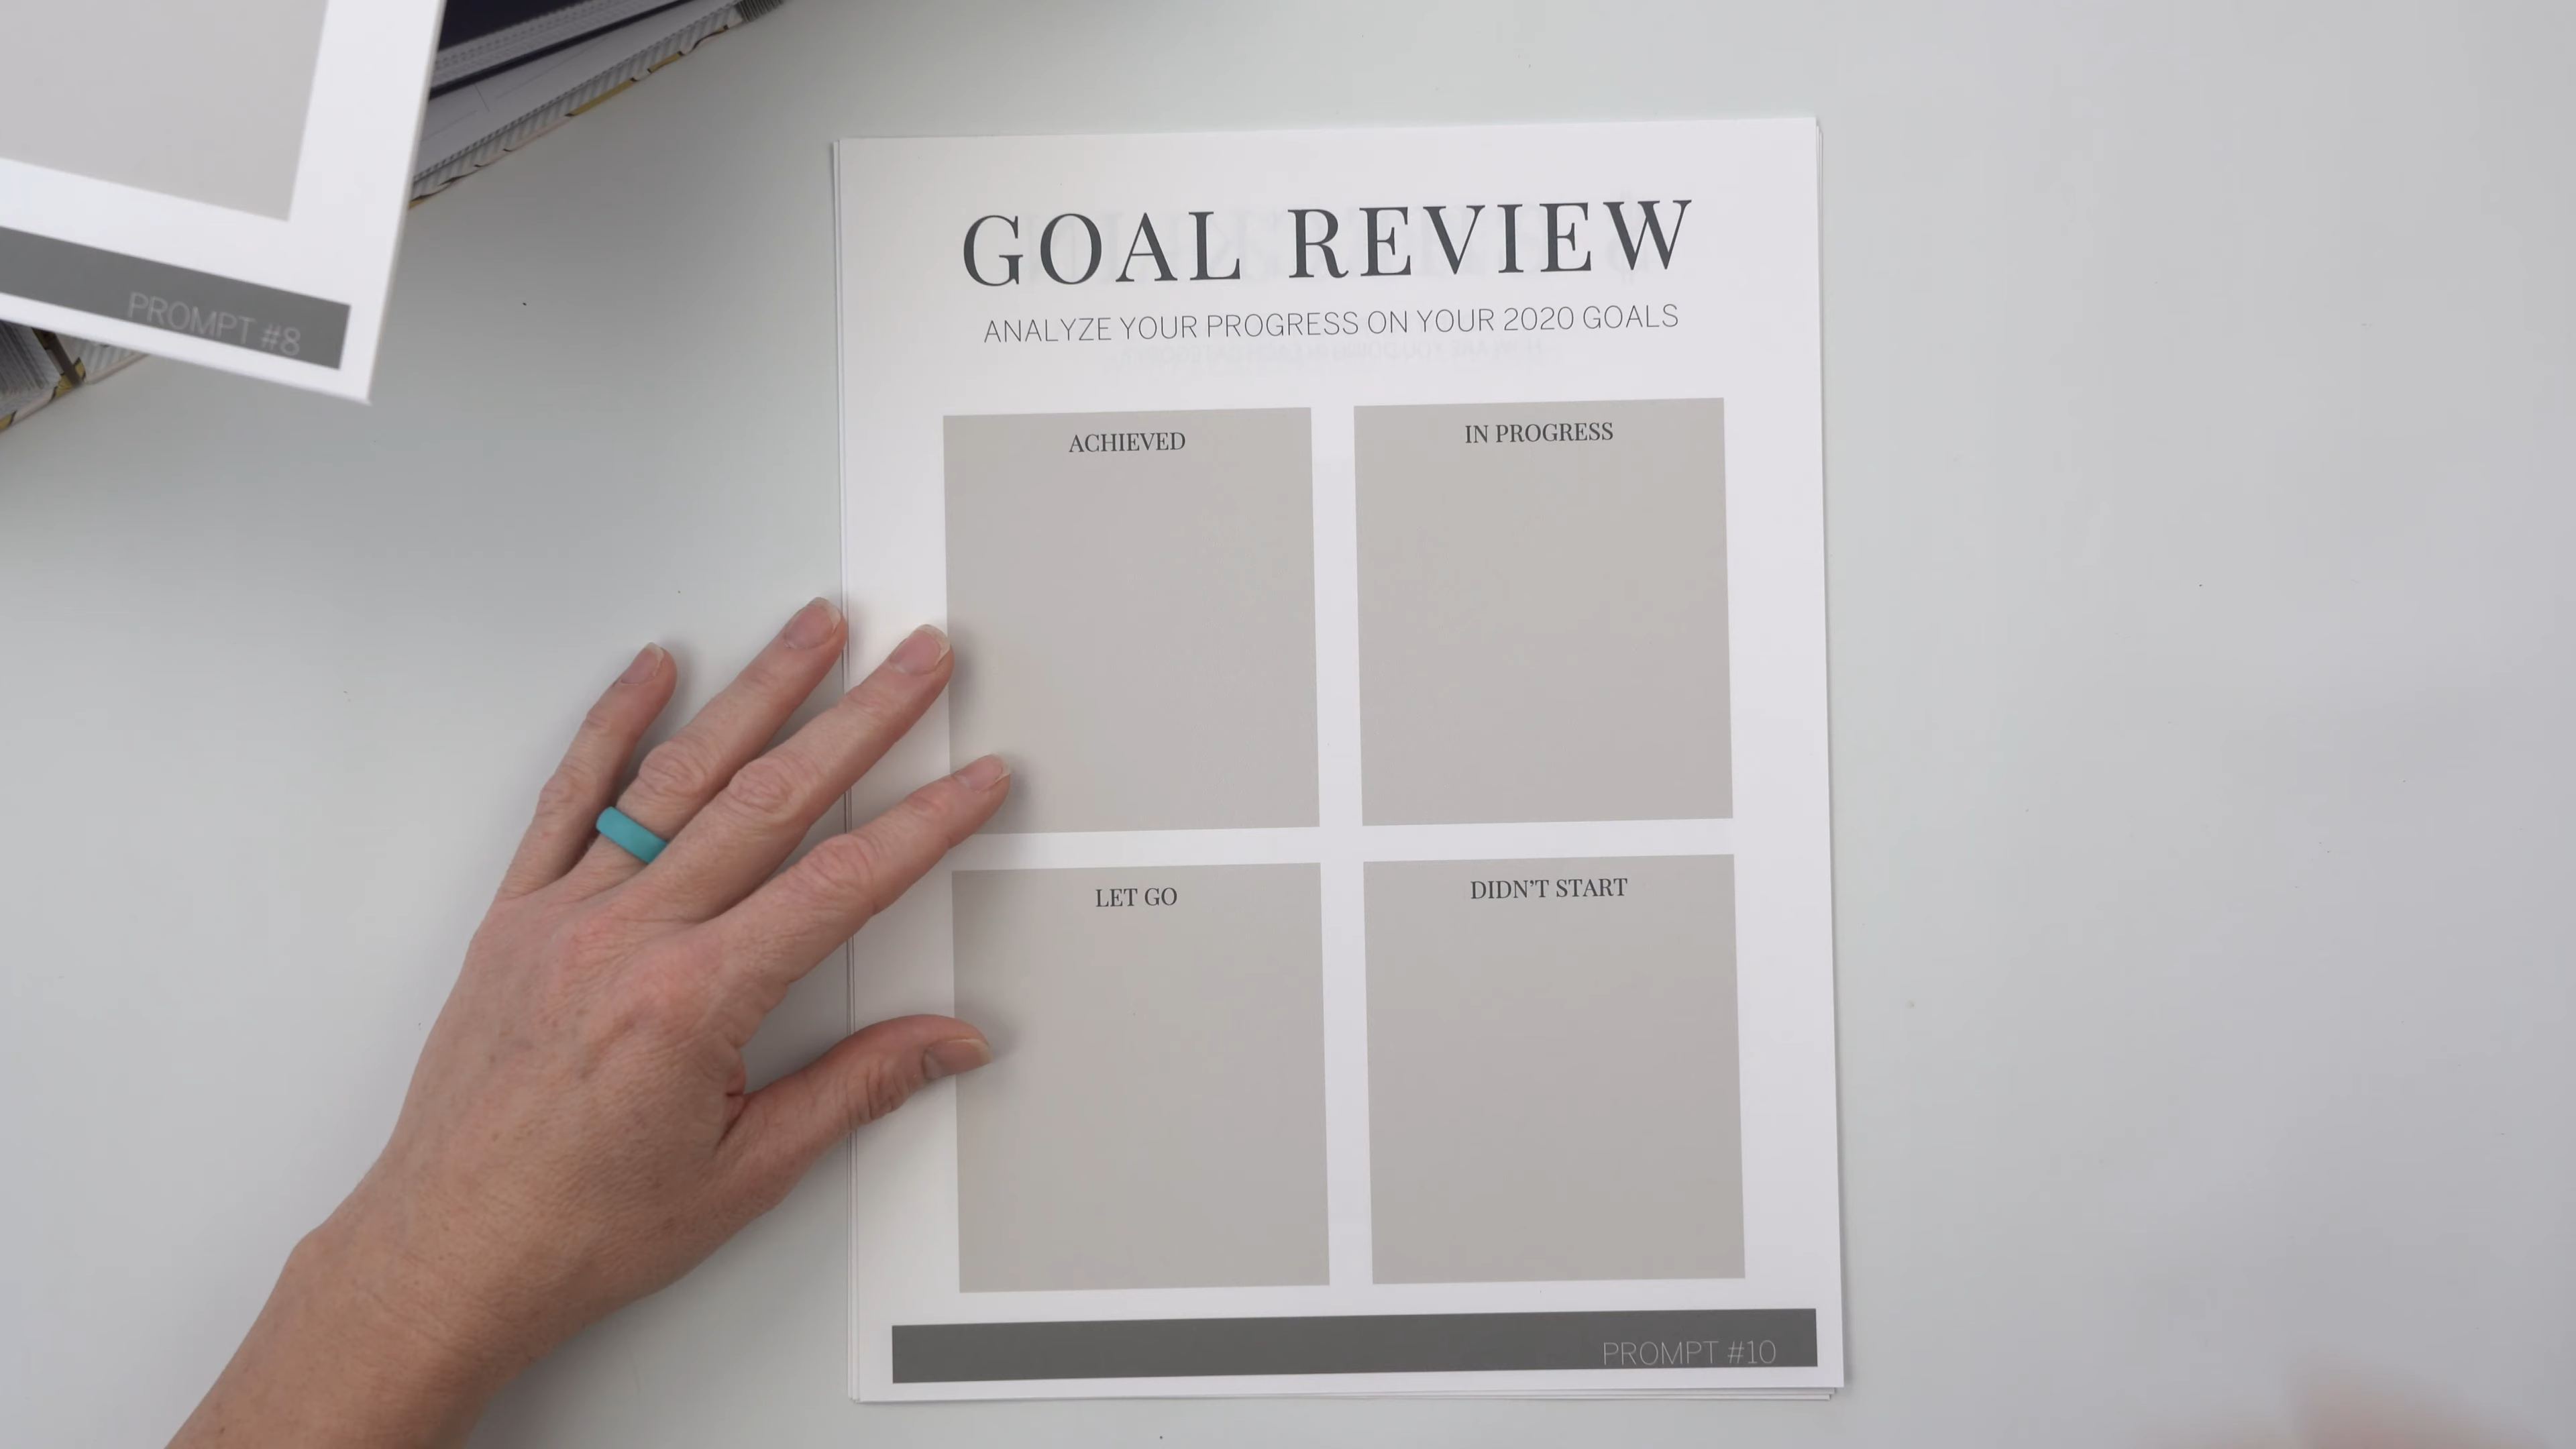 PROMPT #8
GOAL REVIEW
ANALYZE YOUR PROGRESS ON YOUR 2020 GOALS
ACHIEVED
IN PROGRESS
LET GO
DIDN'T START
PROMPT #10